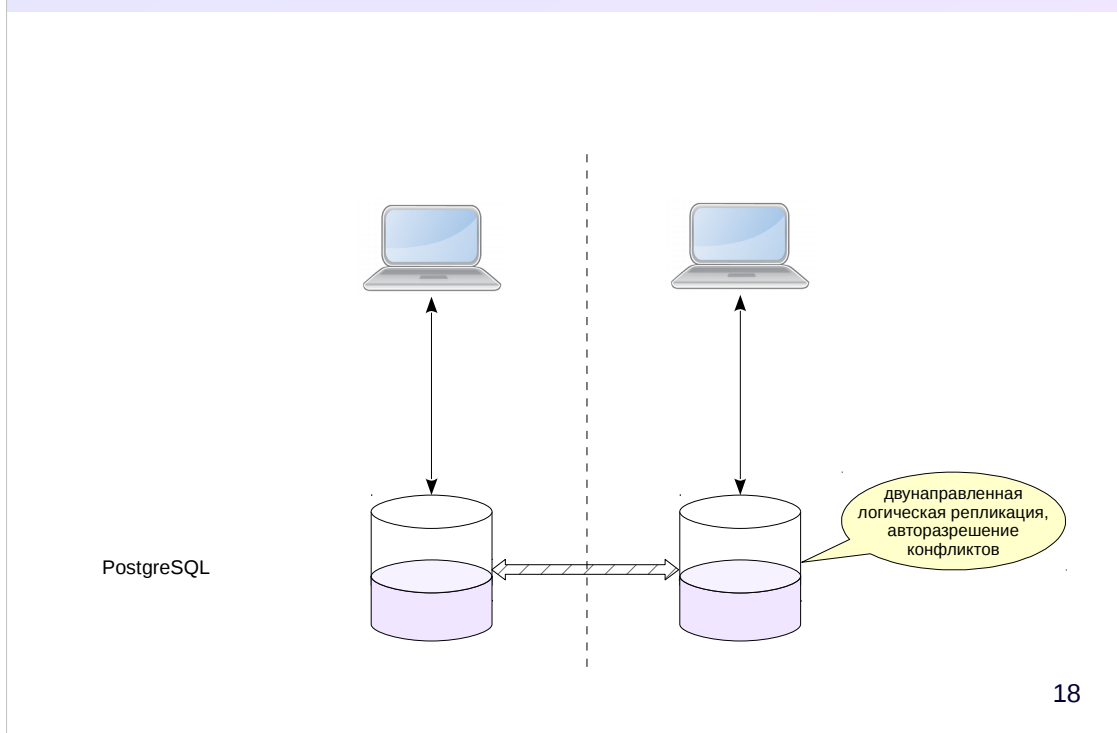 двунаправленная
логическая репликация,
авторазрешение
конфликтов
PostgreSQL
18